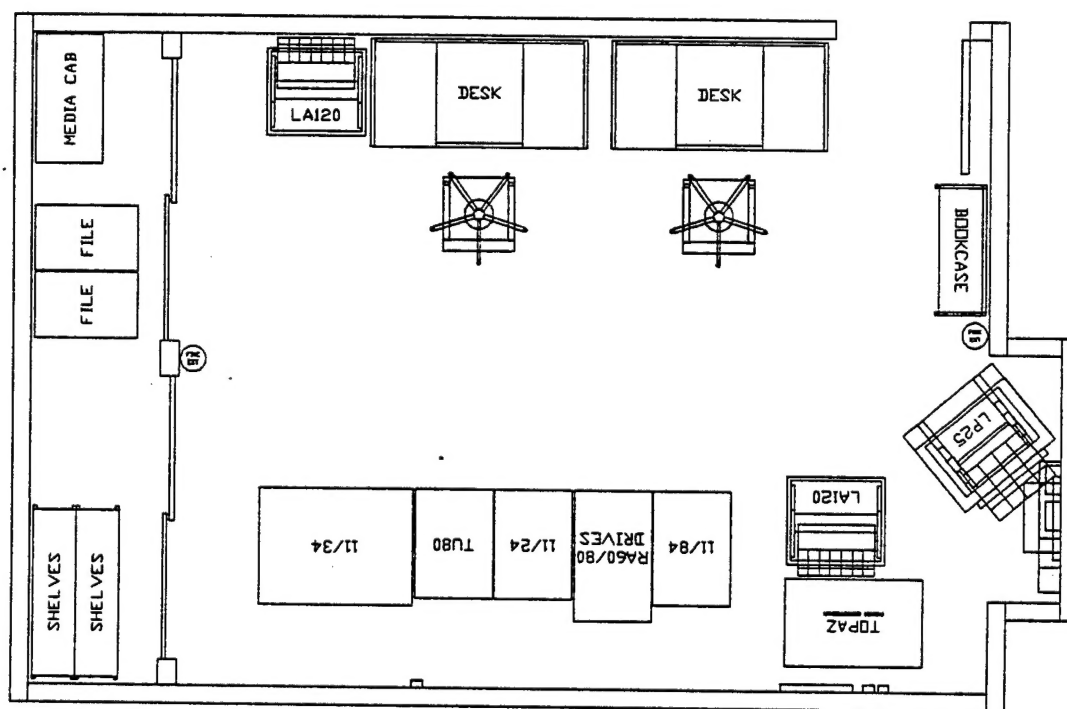 MEDIA CAB
LA120
DESK
DESK
FILE
FILE
BOOKCASE
LP25
SHELVES
SHELVES
11/34
TU80
11/24
RA60/80
DRIVES
11/84
LA120
TOPAZ